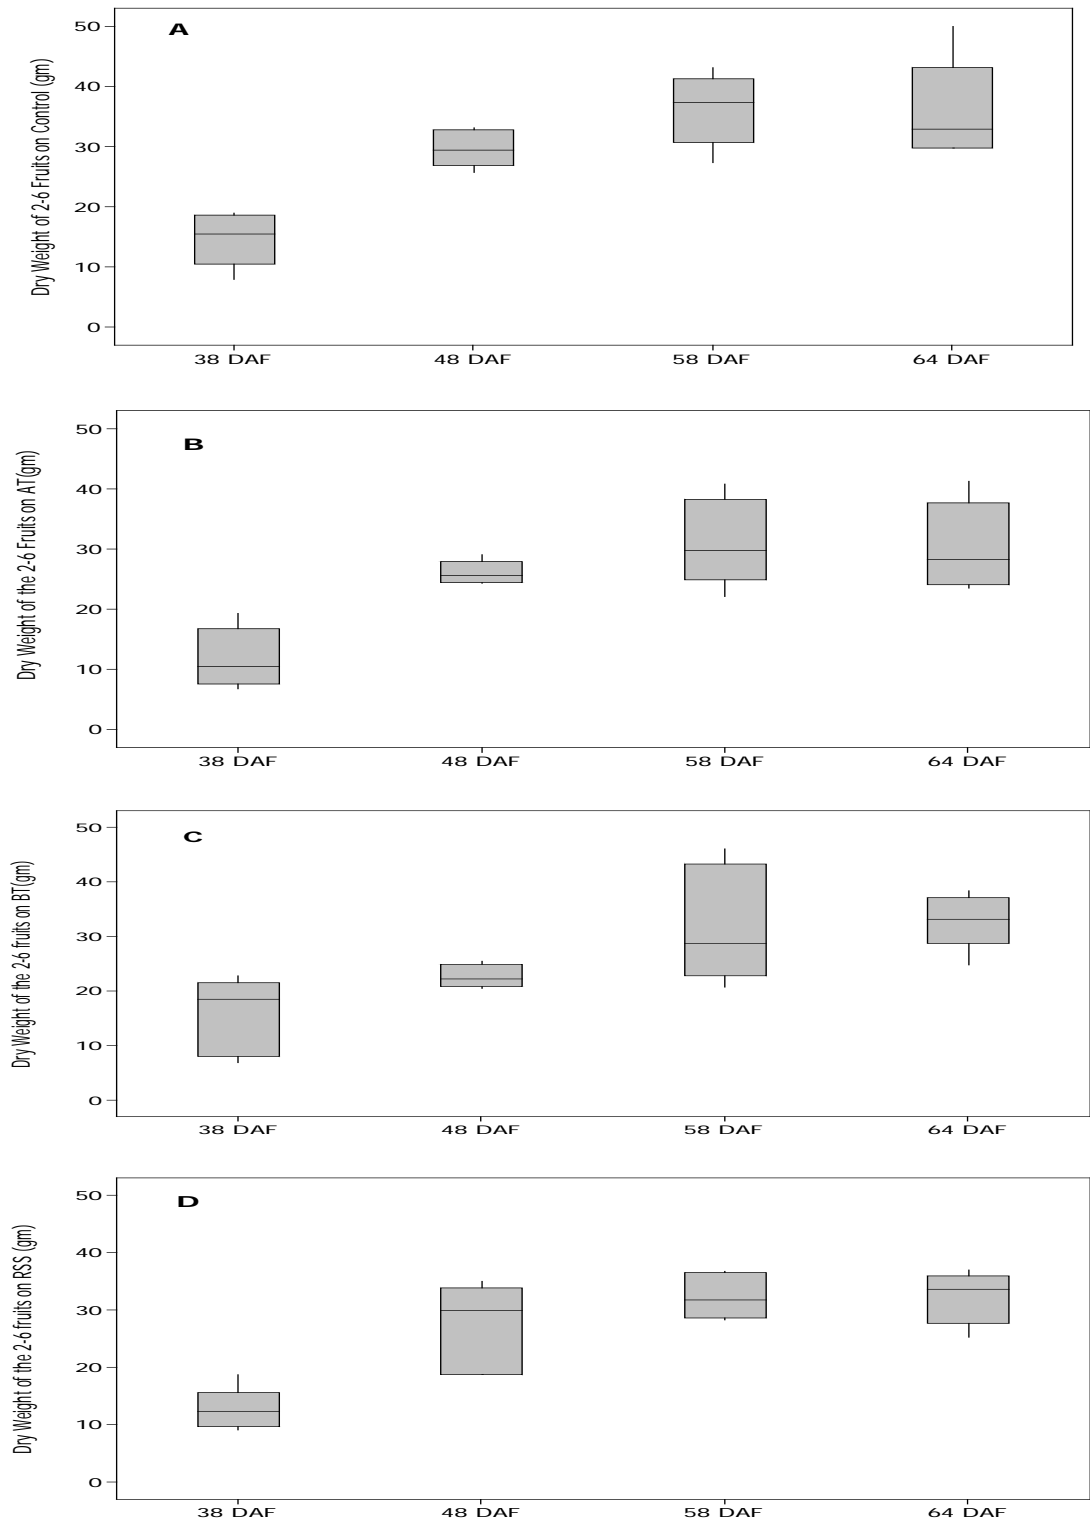 A
Dry Weight of 2-6 Fruits on Control (gm)
50
40
30
20
10
0
38 DAF 48 DAF 58 DAF 64 DAF
B
Dry Weight of the 2-6 Fruits on AT(gm)
50
40
30
20
10
0
38 DAF 48 DAF 58 DAF 64 DAF
C
Dry Weight of the 2-6 fruits on BT(gm)
50
40
30
20
10
0
38 DAF 48 DAF 58 DAF 64 DAF
D
Dry Weight of the 2-6 fruits on RSS (gm)
50
40
30
20
10
0
38 DAF 48 DAF 58 DAF 64 DAF